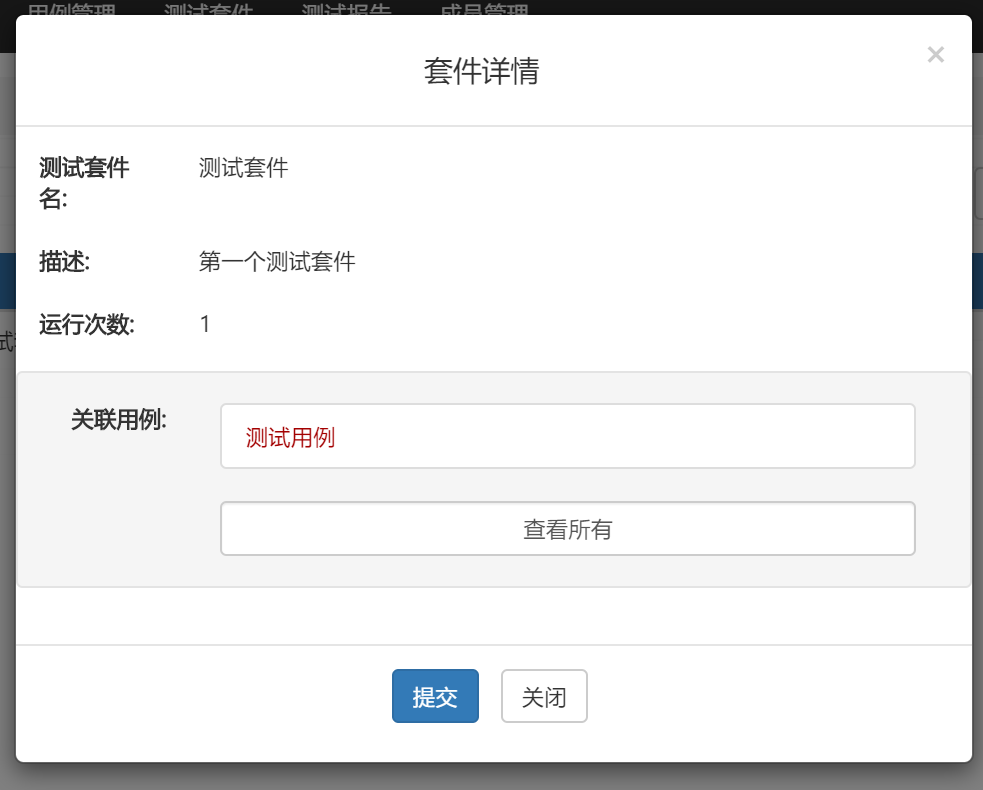 用例管理 测试套件 测试报告 成员管理
套件详情
×
测试套件 测试套件
名:
描述: 第一个测试套件
运行次数: 1
关联用例: 测试用例
查看所有
提交 关闭